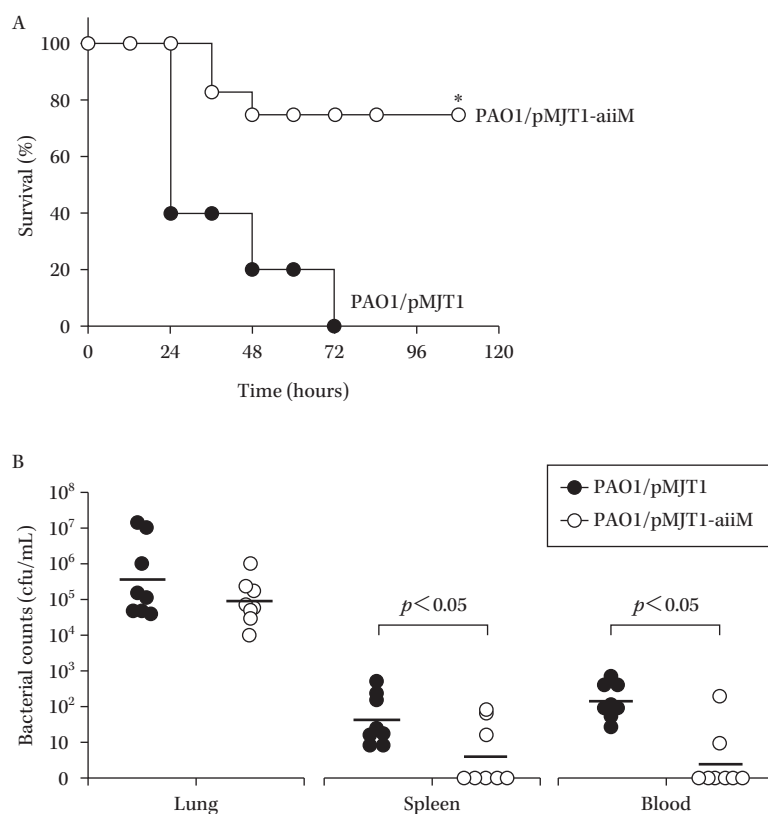 A
100
80
60
40
20
0
Survival (%)
*
PAO1/pMJT1-aiiM
PAO1/pMJT1
0 24 48 72 96 120
Time (hours)
B
PAO1/pMJT1
PAO1/pMJT1-aiiM
10⁸
10⁷
10⁶
10⁵
10⁴
10³
10²
10
0
Bacterial counts (cfu/mL)
p<0.05 p<0.05
Lung Spleen Blood